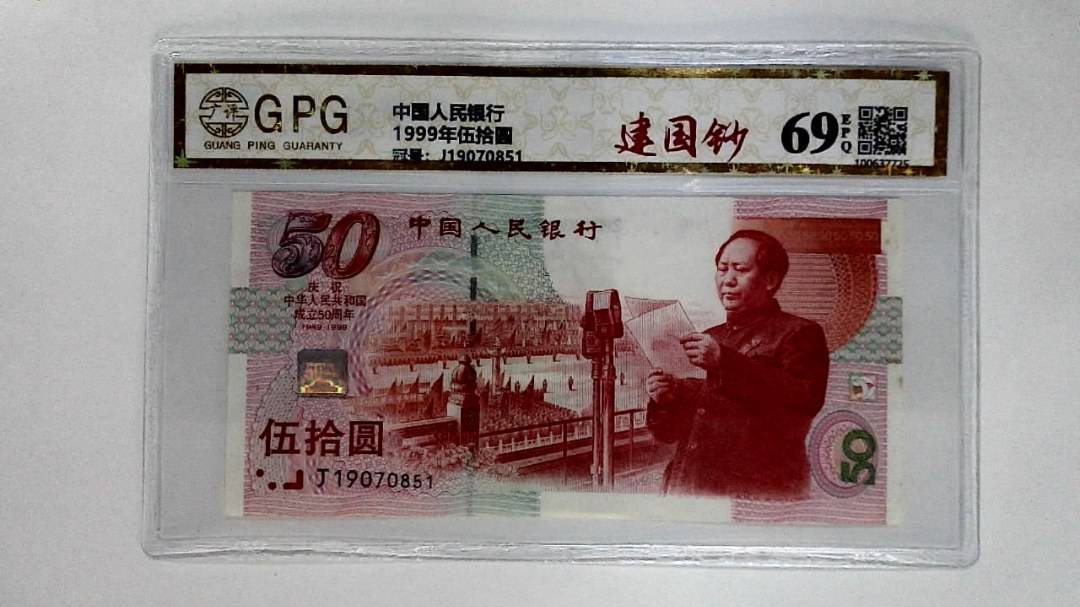 广评
GPG
GUANG PING GUARANTY
中国人民银行
1999年伍拾圆
冠号：J19070851
建国钞
69
EPQ
100637725
50
中国人民银行
庆祝
中华人民共和国
成立50周年
1949-1999
伍拾圆
J19070851
50